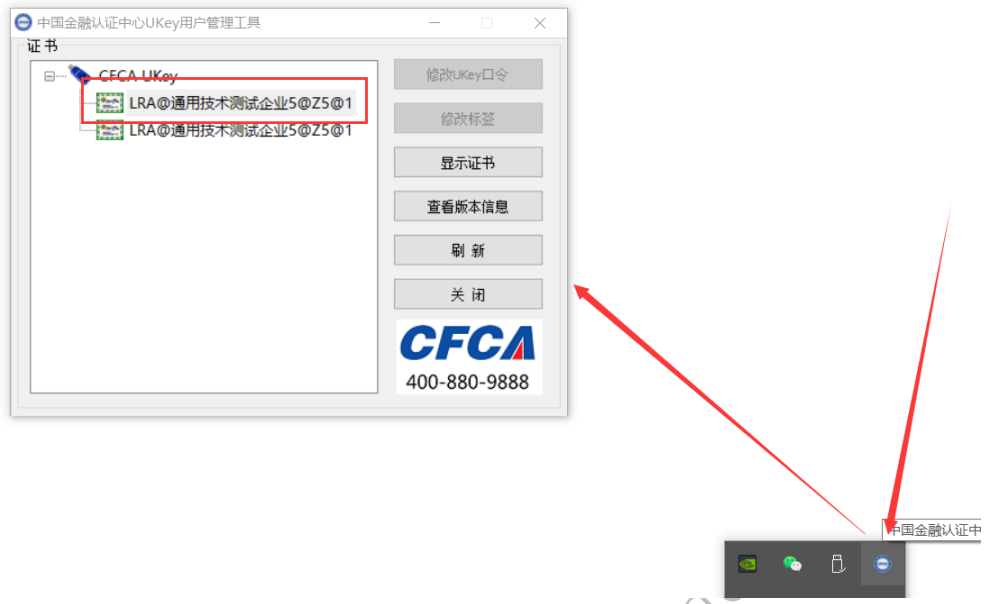 中国金融认证中心UKey用户管理工具
证书
CFCA UKey
LRA@通用技术测试企业5@Z5@1
LRA@通用技术测试企业5@Z5@1
修改UKey口令
修改标签
显示证书
查看版本信息
刷 新
关 闭
CFCA
400-880-9888
中国金融认证中